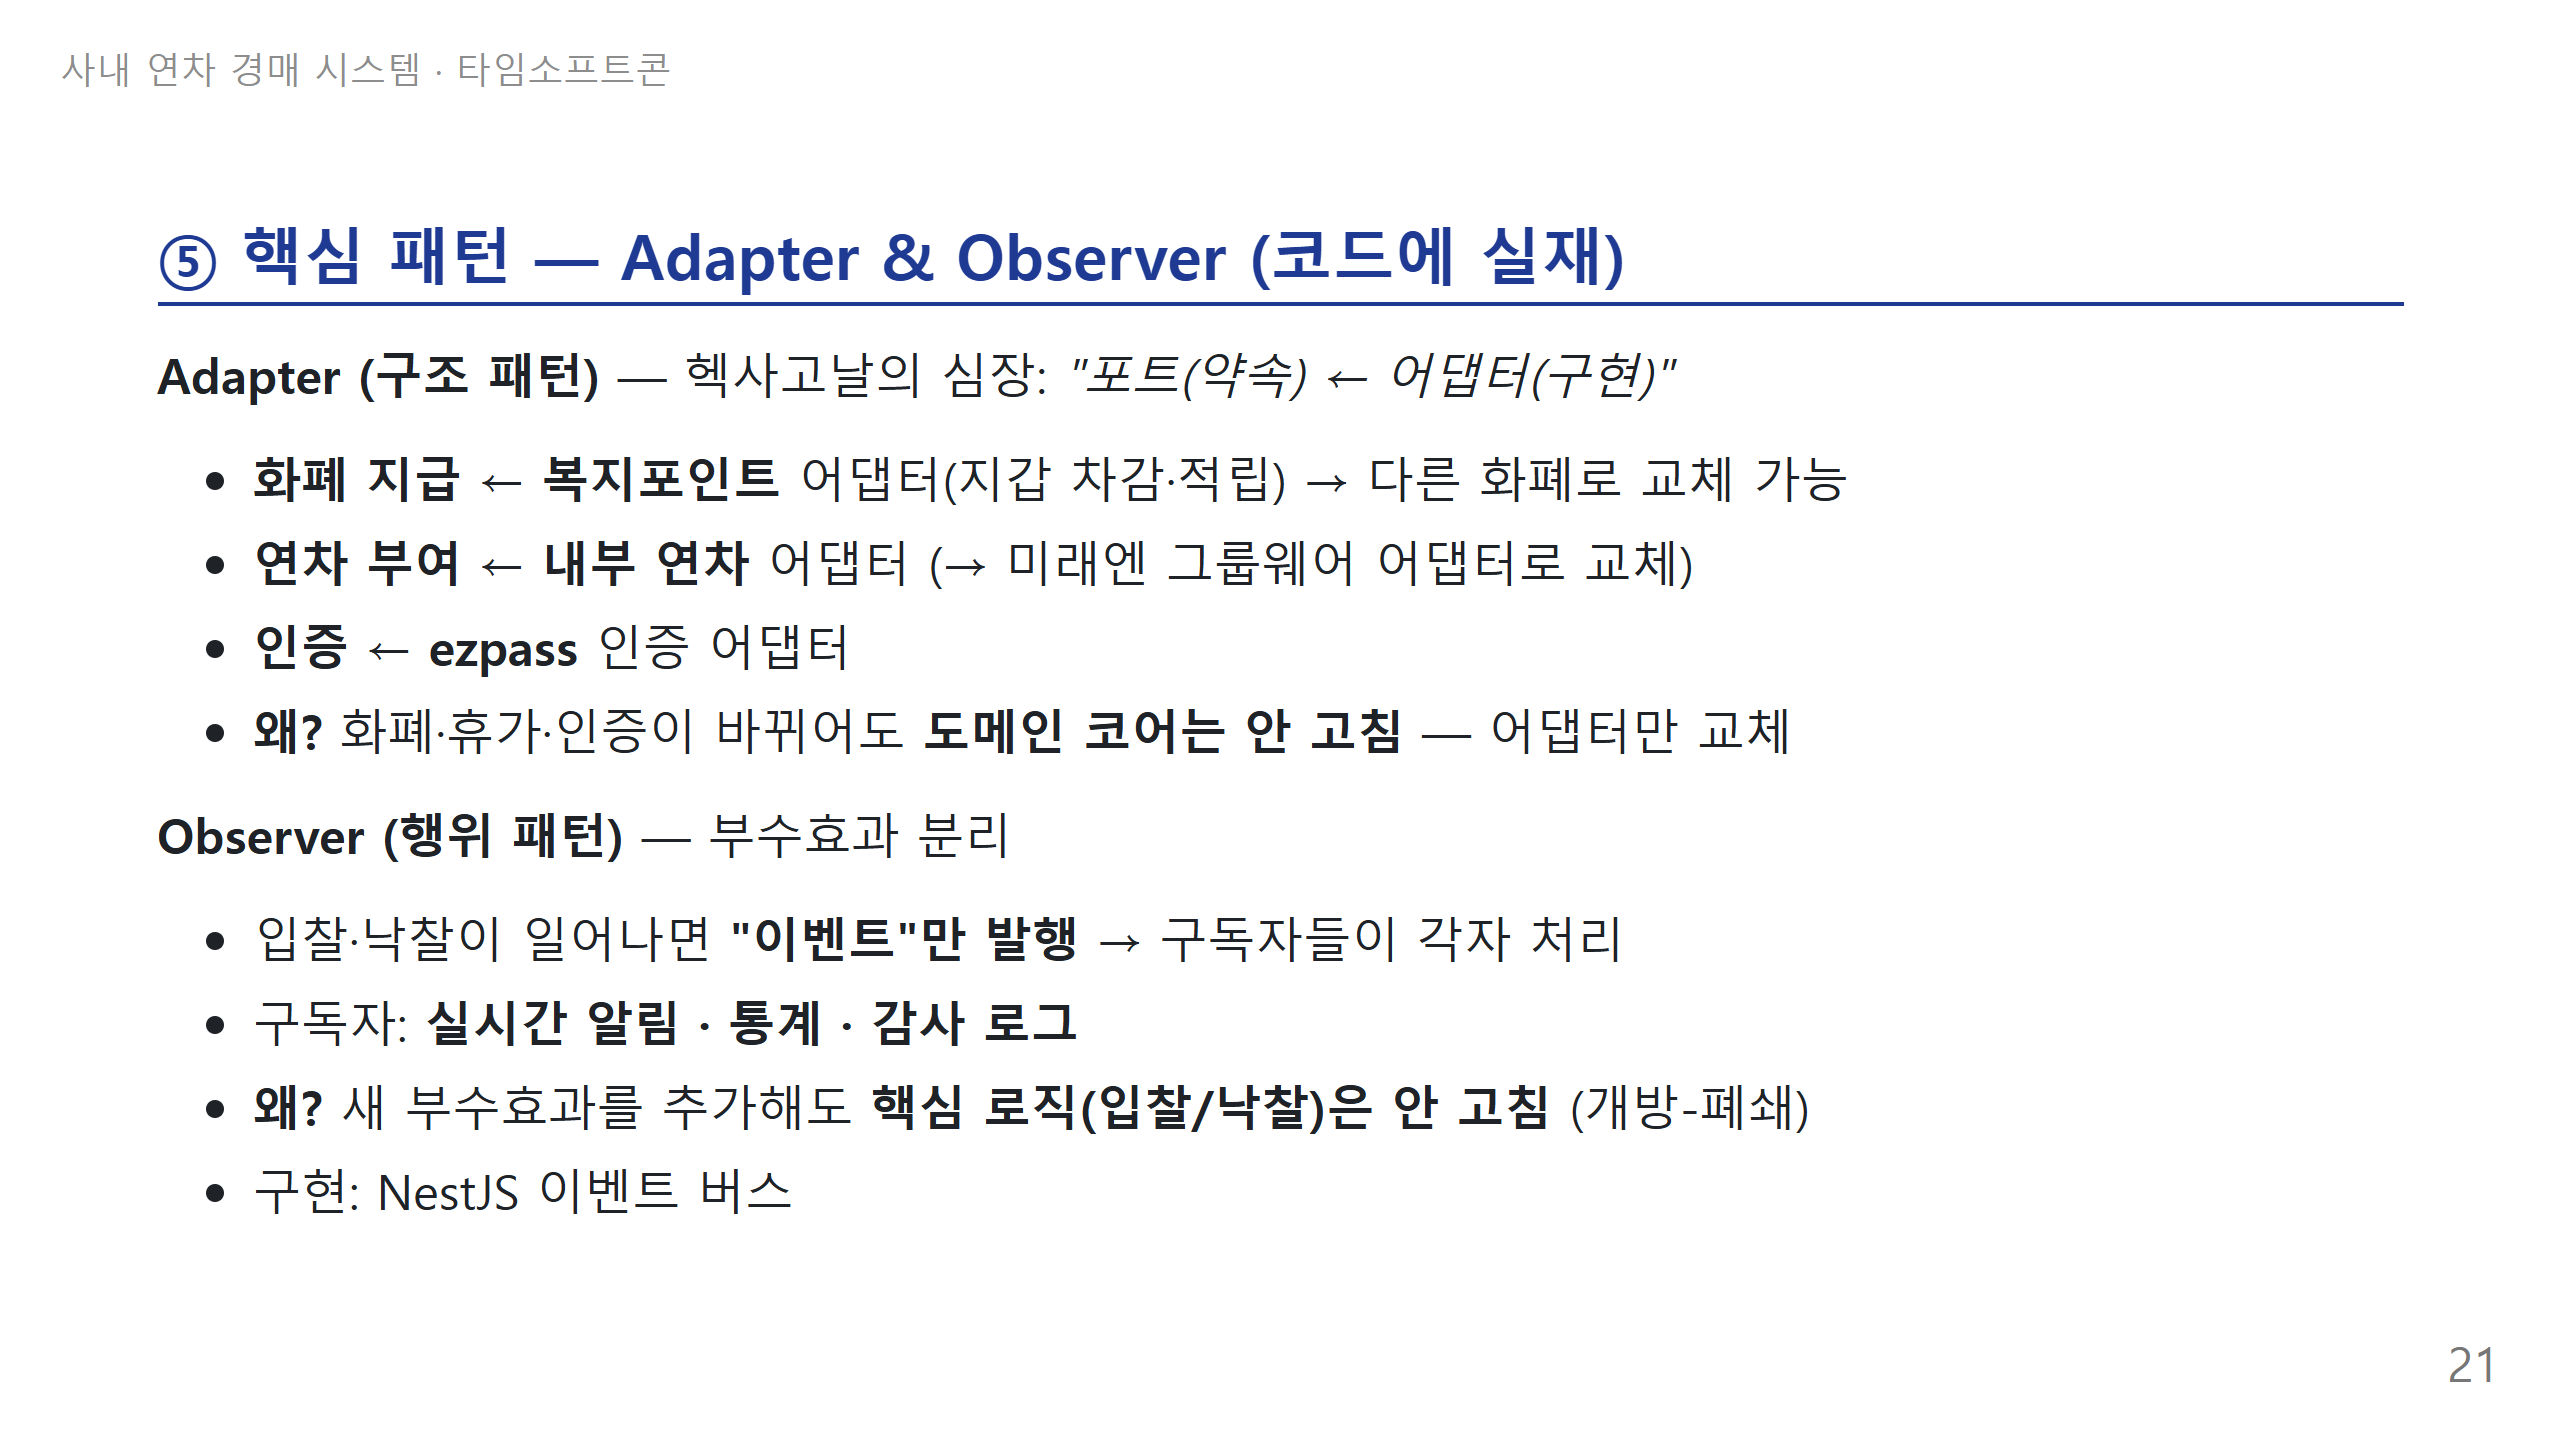 사내 연차 경매 시스템 · 타임소프트콘
⑤ 핵심 패턴 — Adapter & Observer (코드에 실재)
Adapter (구조 패턴) — 헥사고날의 심장: "포트(약속) ← 어댑터(구현)"
• 화폐 지급 ← 복지포인트 어댑터(지갑 차감·적립) → 다른 화폐로 교체 가능
• 연차 부여 ← 내부 연차 어댑터 (→ 미래엔 그룹웨어 어댑터로 교체)
• 인증 ← ezpass 인증 어댑터
• 왜? 화폐·휴가·인증이 바뀌어도 도메인 코어는 안 고침 — 어댑터만 교체
Observer (행위 패턴) — 부수효과 분리
• 입찰·낙찰이 일어나면 "이벤트"만 발행 → 구독자들이 각자 처리
• 구독자: 실시간 알림 · 통계 · 감사 로그
• 왜? 새 부수효과를 추가해도 핵심 로직(입찰/낙찰)은 안 고침 (개방-폐쇄)
• 구현: NestJS 이벤트 버스
21